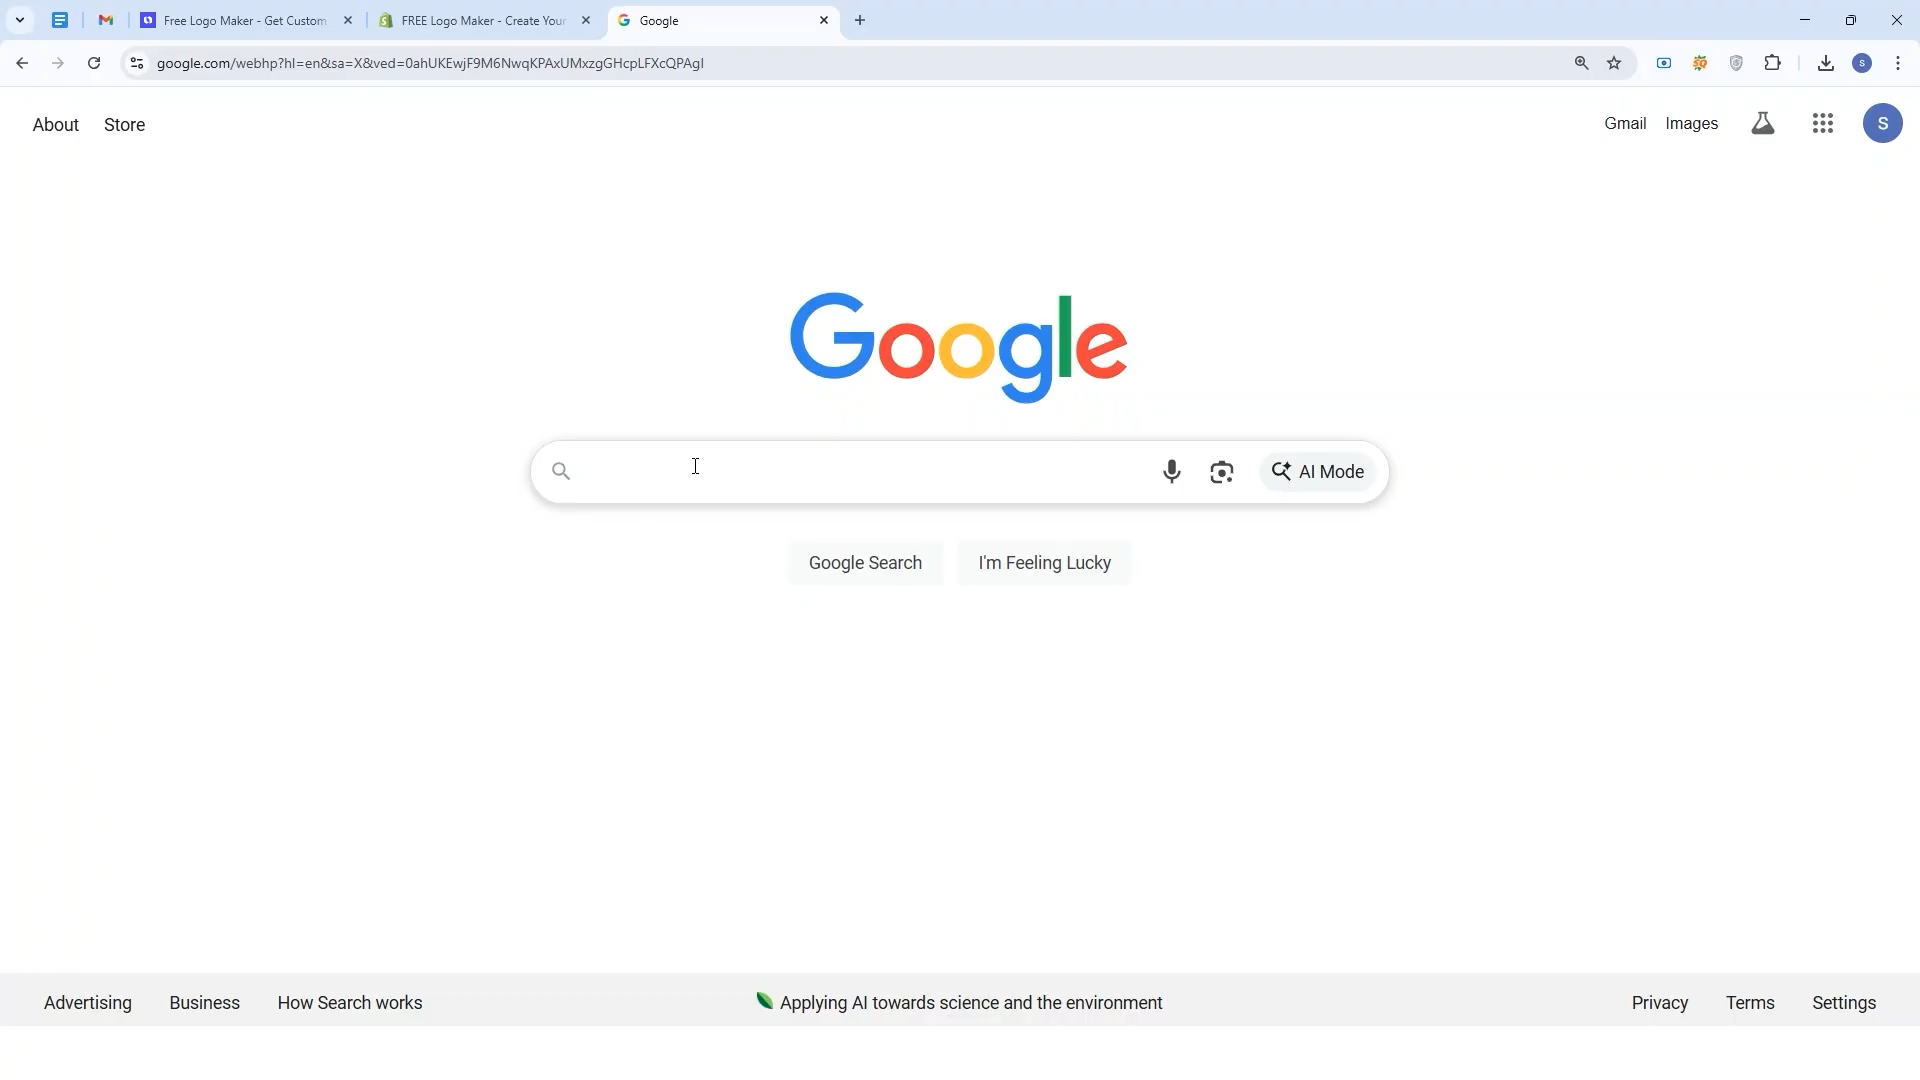 Free Logo Maker - Get Custom
FREE Logo Maker - Create Your
Google
google.com/webhp?hl=en&sa=X&ved=0ahUKEwjF9M6NwqKPAxUMxzgGHcpLFXcQPAgI
S
About
Store
Gmail
Images
S
Google
AI Mode
Google Search
I'm Feeling Lucky
Advertising
Business
How Search works
Applying AI towards science and the environment
Privacy
Terms
Settings